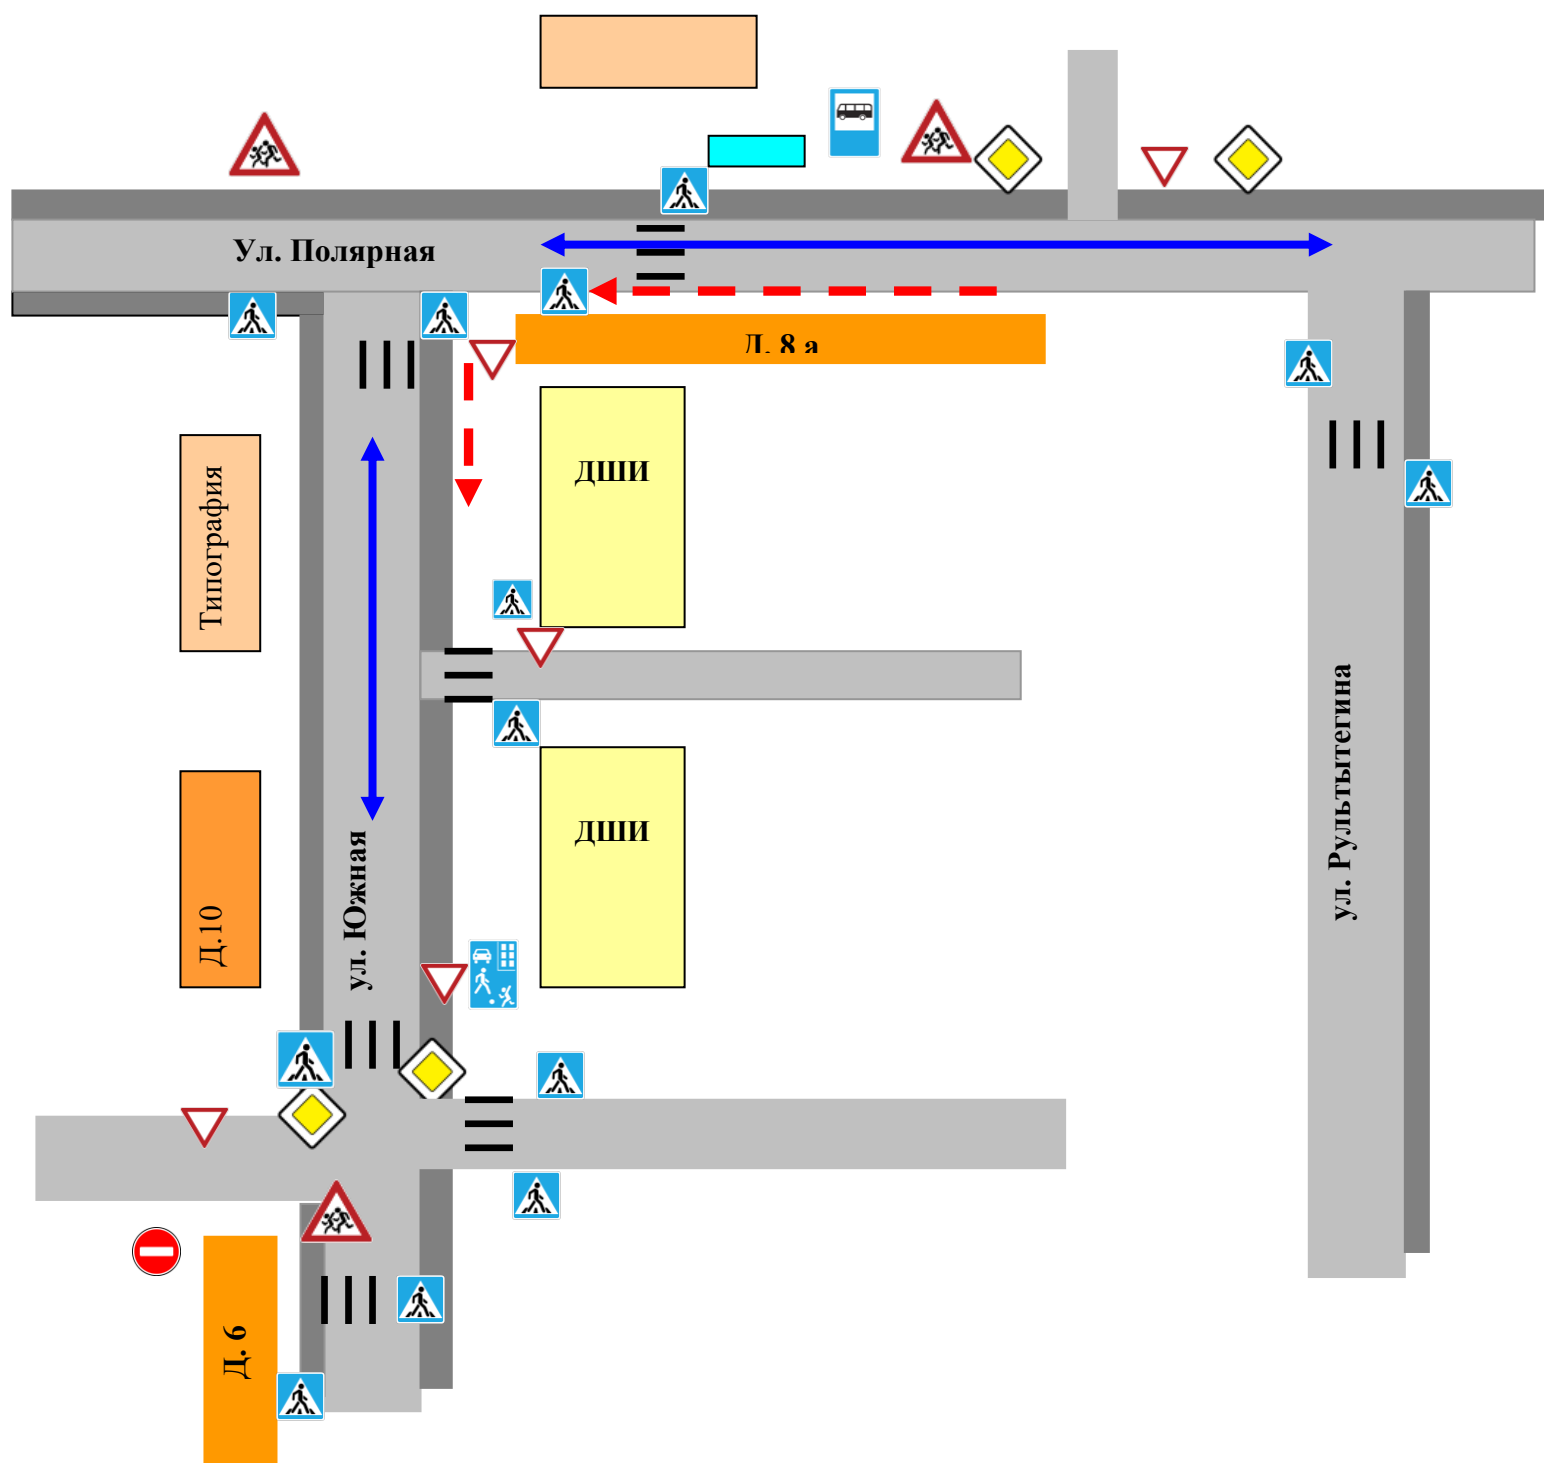 Ул. Полярная
Д. 8 а
ДШИ
Типография
ул. Рультытегина
ДШИ
ул. Южная
Д.10
Д. 6